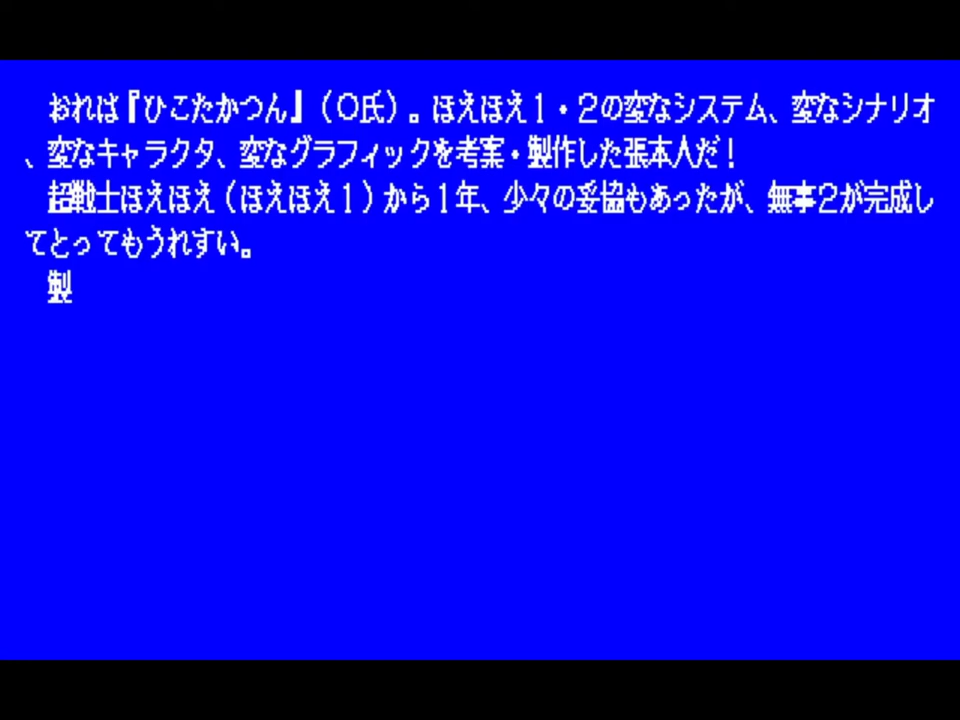 おれは『ひこたかつん』（○氏）。ほえほえ１・２の変なシステム、変なシナリオ
、変なキャラクタ、変なグラフィックを考案・製作した張本人だ！
超戦士ほえほえ（ほえほえ１）から１年、少々の妥協もあったが、無事２が完成し
てとってもうれすい。
製